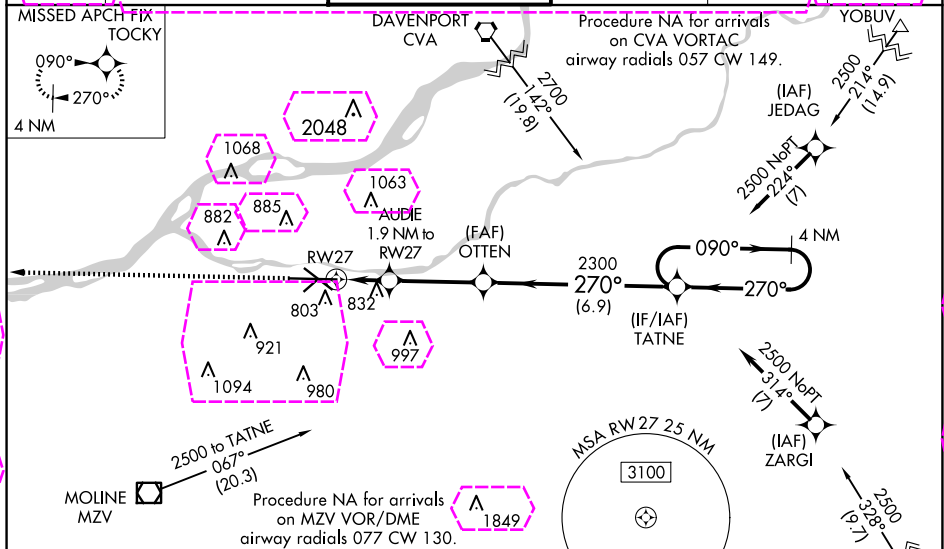 MISSED APCH FIX
TOCKY
090°
270°
4 NM
DAVENPORT
CVA
2700
142°
(19.8)
Procedure NA for arrivals
on CVA VORTAC
airway radials 057 CW 149.
YOBUV
2500
214°
(14.9)
(IAF)
JEDAG
2500 NoPT
224°
(7)
2048
1068
1063
882
885
AUDIE
1.9 NM to
RW27
RW27
(FAF)
OTTEN
2300
270°
(6.9)
090°
4 NM
270°
(IF/IAF)
TATNE
803
832
921
997
1094
980
2500 NoPT
314°
(7)
(IAF)
ZARGI
2500 to TATNE
067°
(20.3)
MOLINE
MZV
Procedure NA for arrivals
on MZV VOR/DME
airway radials 077 CW 130.
1849
MSA RW27 25 NM
3100
2500
328°
(9.7)